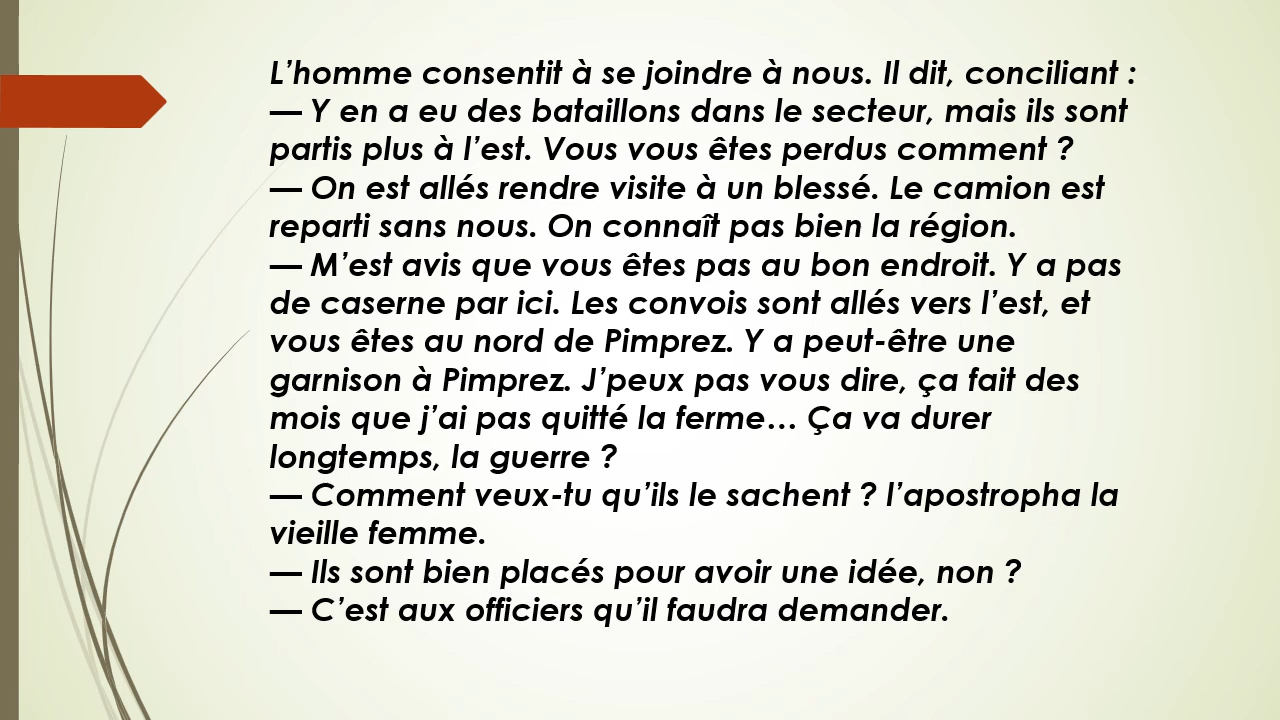 L’homme consentit à se joindre à nous. Il dit, conciliant :
— Y en a eu des bataillons dans le secteur, mais ils sont
partis plus à l’est. Vous vous êtes perdus comment ?
— On est allés rendre visite à un blessé. Le camion est
reparti sans nous. On connaît pas bien la région.
— M’est avis que vous êtes pas au bon endroit. Y a pas
de caserne par ici. Les convois sont allés vers l’est, et
vous êtes au nord de Pimprez. Y a peut-être une
garnison à Pimprez. J’peux pas vous dire, ça fait des
mois que j’ai pas quitté la ferme… Ça va durer
longtemps, la guerre ?
— Comment veux-tu qu’ils le sachent ? l’apostropha la
vieille femme.
— Ils sont bien placés pour avoir une idée, non ?
— C’est aux officiers qu’il faudra demander.